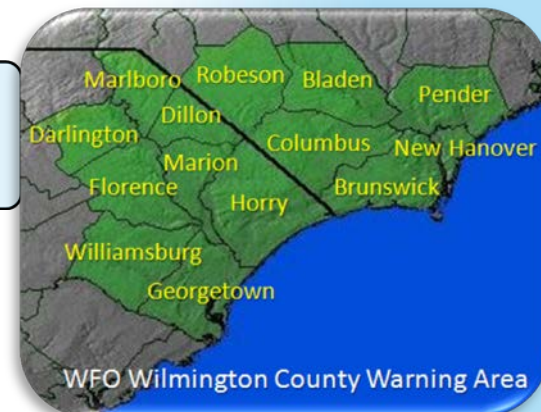 Marlboro Robeson Bladen
Pender
Dillon
Darlington
Columbus New Hanover
Marion
Florence Brunswick
Horry
Williamsburg
Georgetown
WFO Wilmington County Warning Area